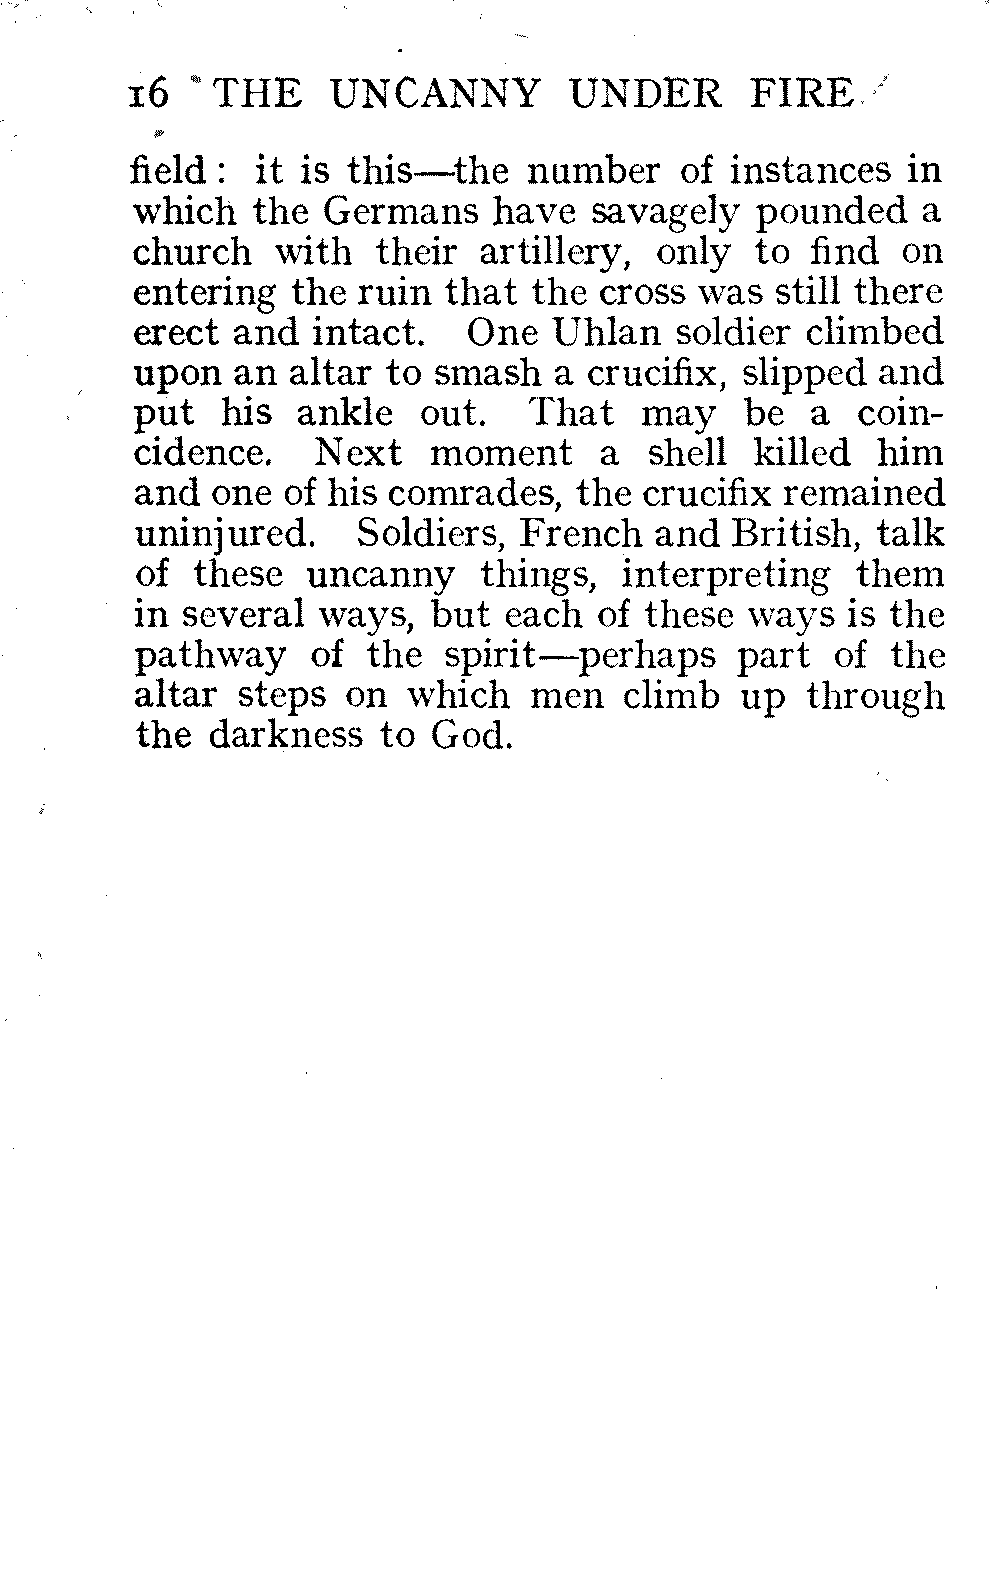 16 THE UNCANNY UNDER FIRE
field : it is this—the number of instances in
which the Germans have savagely pounded a
church with their artillery, only to find on
entering the ruin that the cross was still there
erect and intact. One Uhlan soldier climbed
upon an altar to smash a crucifix, slipped and
put his ankle out. That may be a coin-
cidence. Next moment a shell killed him
and one of his comrades, the crucifix remained
uninjured. Soldiers, French and British, talk
of these uncanny things, interpreting them
in several ways, but each of these ways is the
pathway of the spirit—perhaps part of the
altar steps on which men climb up through
the darkness to God.